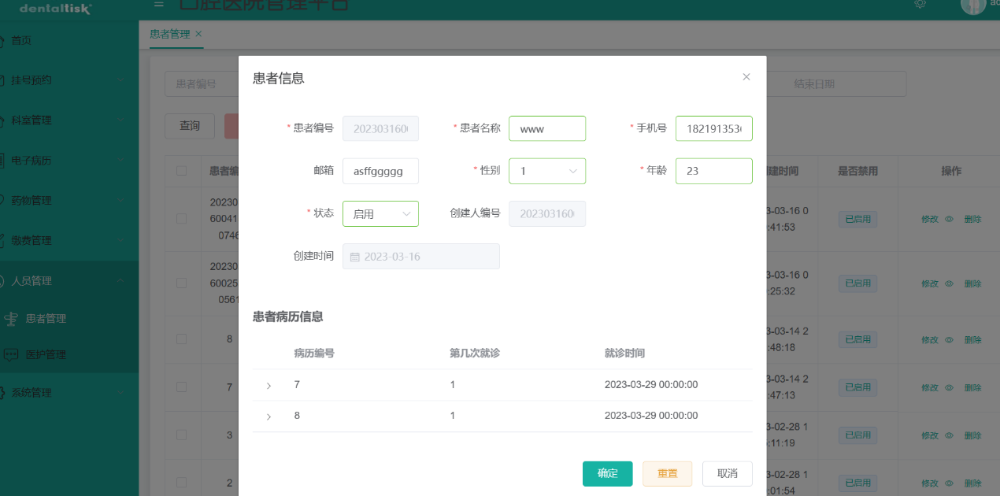 dentaltisk
口腔医院管理平台
首页
挂号预约
科室管理
电子病历
药物管理
缴费管理
人员管理
患者管理
医护管理
系统管理
患者管理 ×
患者编号
结束日期
查询
患者信息
* 患者编号 202303160
* 患者名称 www
* 手机号 1821913530
邮箱 asffggggg
* 性别 1
* 年龄 23
* 状态 启用
创建人编号 202303160
创建时间 2023-03-16
患者病历信息
病历编号 第几次就诊 就诊时间
7 1 2023-03-29 00:00:00
8 1 2023-03-29 00:00:00
确定 重置 取消
患者编
建时间 是否禁用 操作
20230
60041
0746
3-03-16 0
:41:53
已启用 修改 删除
20230
60025
0561
3-03-16 0
:25:32
已启用 修改 删除
8
3-03-14 2
:48:18
已启用 修改 删除
7
3-03-14 2
:47:13
已启用 修改 删除
3
3-02-28 1
:11:19
已启用 修改 删除
2
3-02-28 1
:01:54
已启用 修改 删除